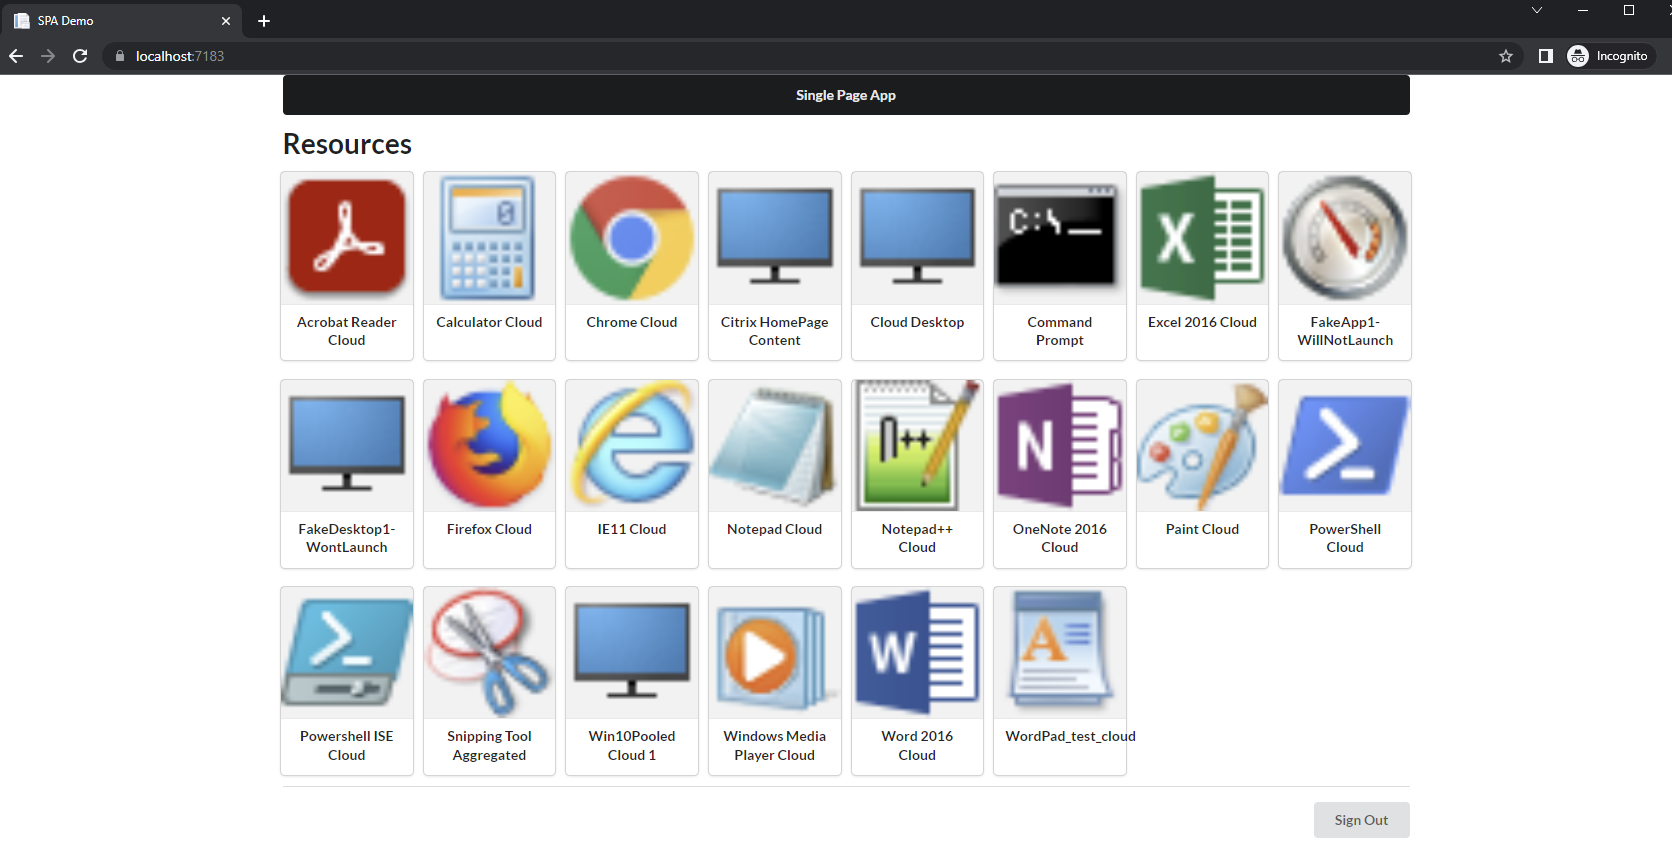 SPA Demo
localhost:7183
Incognito
Single Page App
Resources
C:\_
Acrobat Reader
Cloud
Calculator Cloud
Chrome Cloud
Citrix HomePage
Content
Cloud Desktop
Command
Prompt
Excel 2016 Cloud
FakeApp1-
WillNotLaunch
FakeDesktop1-
WontLaunch
Firefox Cloud
IE11 Cloud
Notepad Cloud
Notepad++
Cloud
OneNote 2016
Cloud
Paint Cloud
PowerShell
Cloud
Powershell ISE
Cloud
Snipping Tool
Aggregated
Win10Pooled
Cloud 1
Windows Media
Player Cloud
Word 2016
Cloud
WordPad_test_cloud
Sign Out